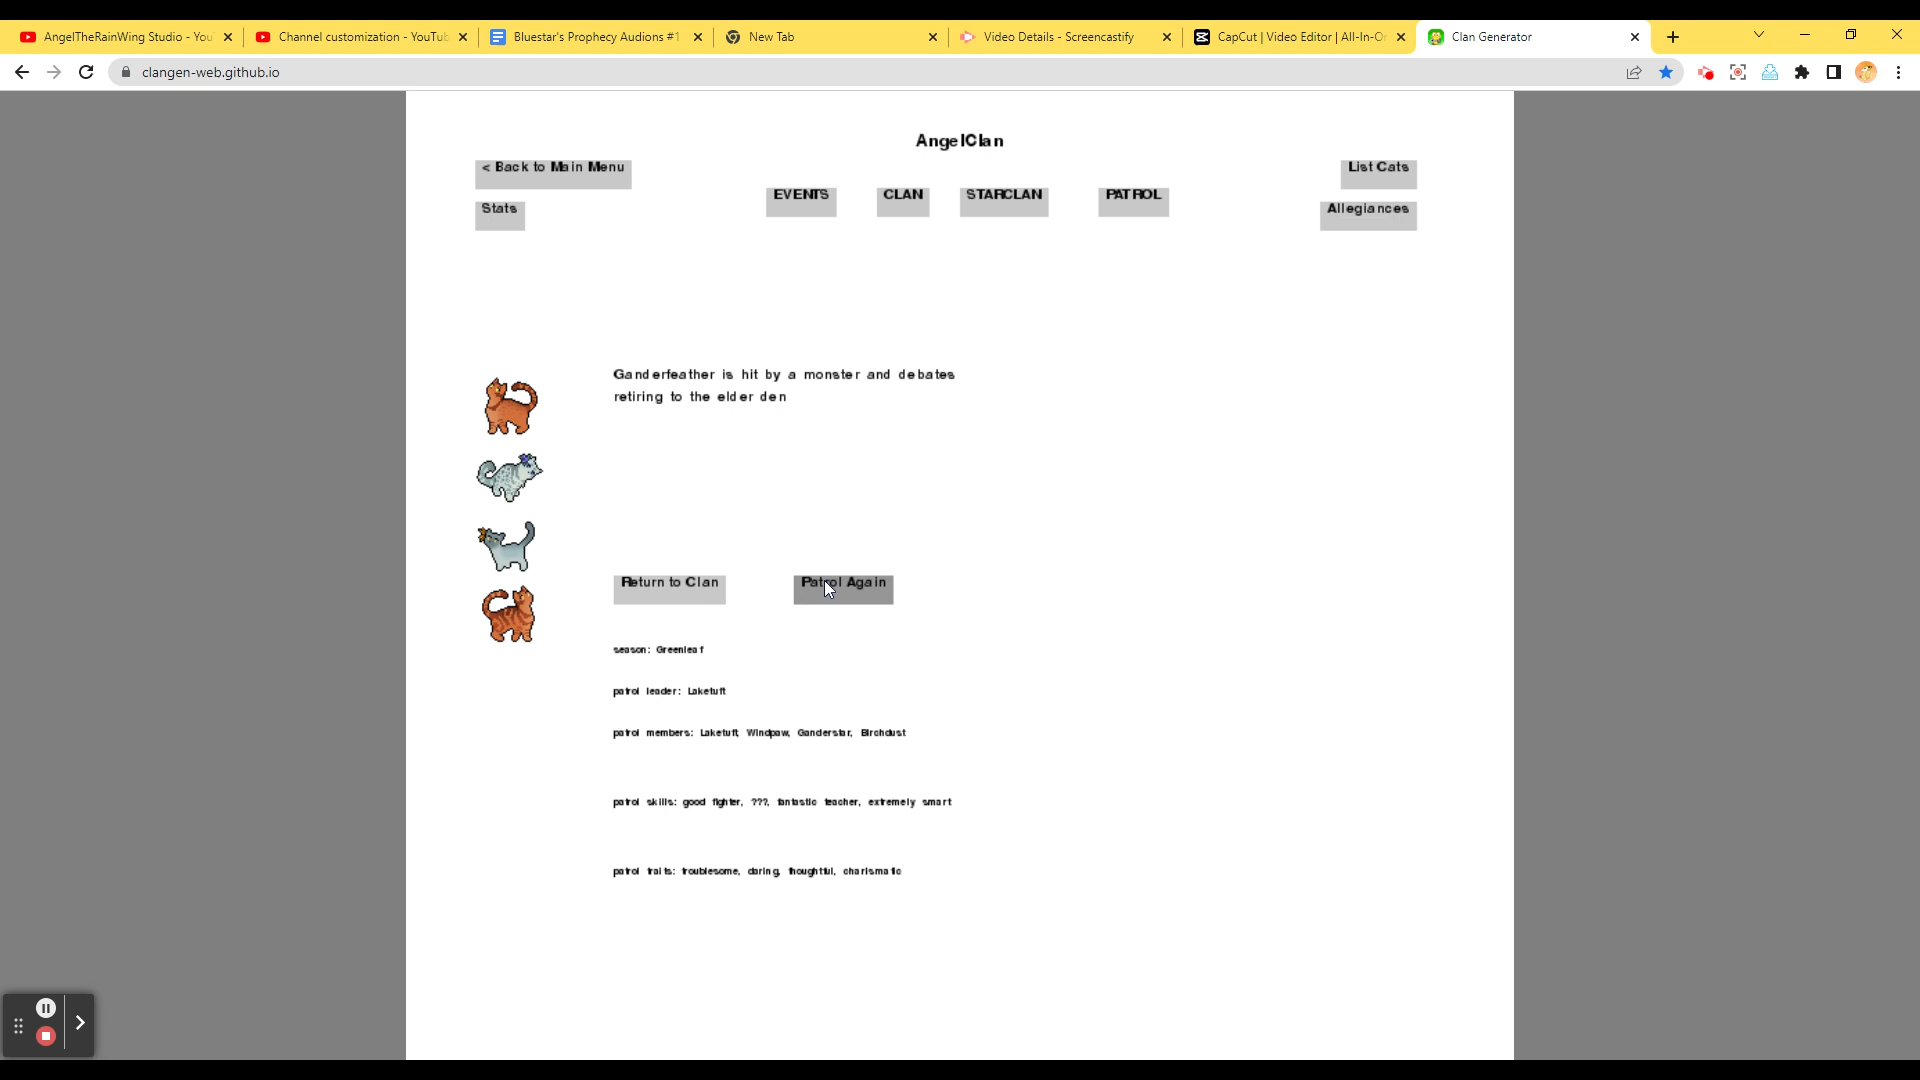 AngelTheRainWing Studio - You
Channel customization - YouTub
Bluestar's Prophecy Audions #1
New Tab
Video Details - Screencastify
CapCut | Video Editor | All-In-Or
Clan Generator
clangen-web.github.io
AngelClan
< Back to Main Menu
List Cats
EVENTS
CLAN
STARCLAN
PATROL
Stats
Allegiances
Ganderfeather is hit by a monster and debates
retiring to the elder den
Return to Clan
Patrol Again
season: Greenleaf
patrol leader: Laketuft
patrol members: Laketuft, Windpaw, Ganderstar, Birchdust
patrol skills: good fighter, ???, fantastic teacher, extremely smart
patrol traits: troublesome, daring, thoughtful, charismatic